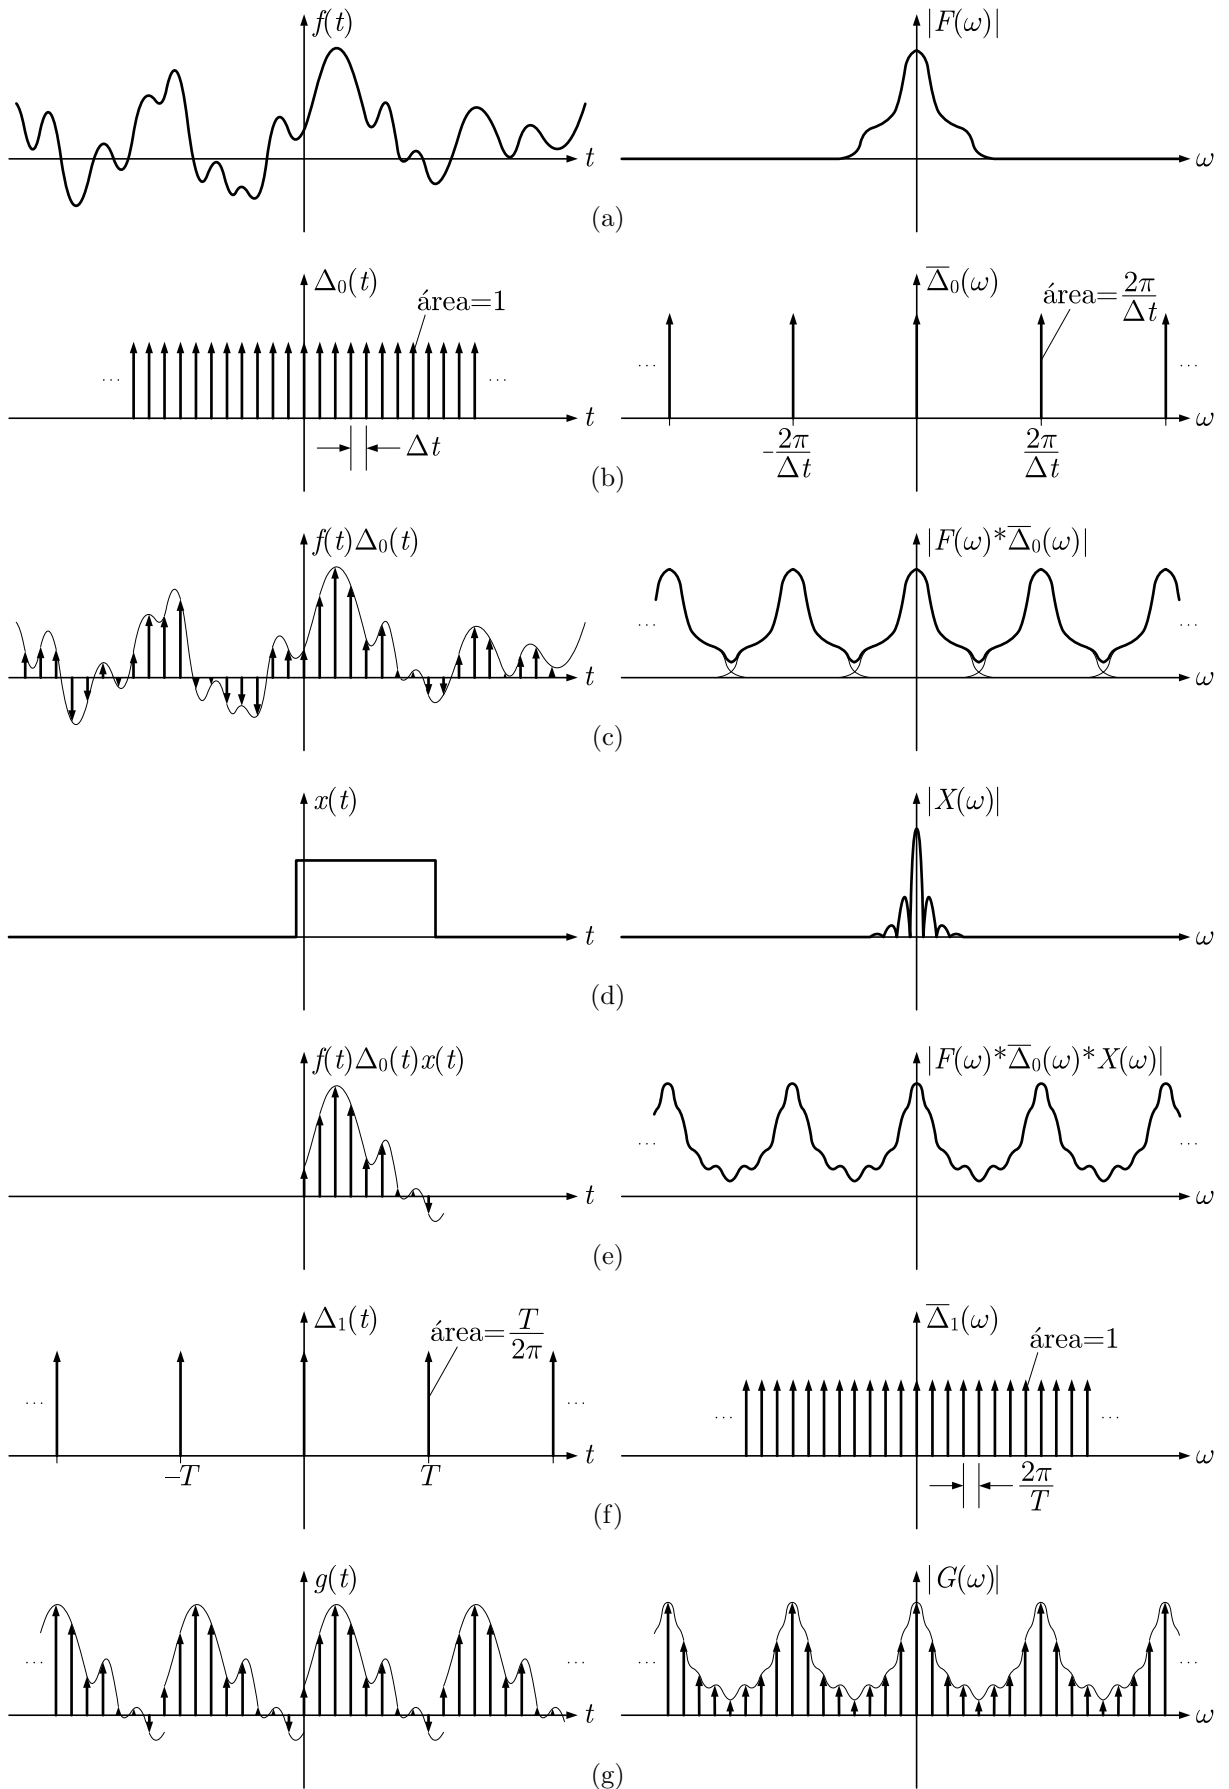 f(t)
|F(ω)|
t
ω
(a)
Δ₀(t)
área=1
Δ̅₀(ω)
área=2π/Δt
...
...
...
...
t
ω
Δt
-2π/Δt
2π/Δt
(b)
f(t)Δ₀(t)
|F(ω)*Δ̅₀(ω)|
...
...
t
ω
(c)
x(t)
|X(ω)|
t
ω
(d)
f(t)Δ₀(t)x(t)
|F(ω)*Δ̅₀(ω)*X(ω)|
...
...
t
ω
(e)
Δ₁(t)
área=T/2π
Δ̅₁(ω)
área=1
...
...
...
...
t
ω
–T
T
2π/T
(f)
g(t)
|G(ω)|
...
...
...
...
t
ω
(g)